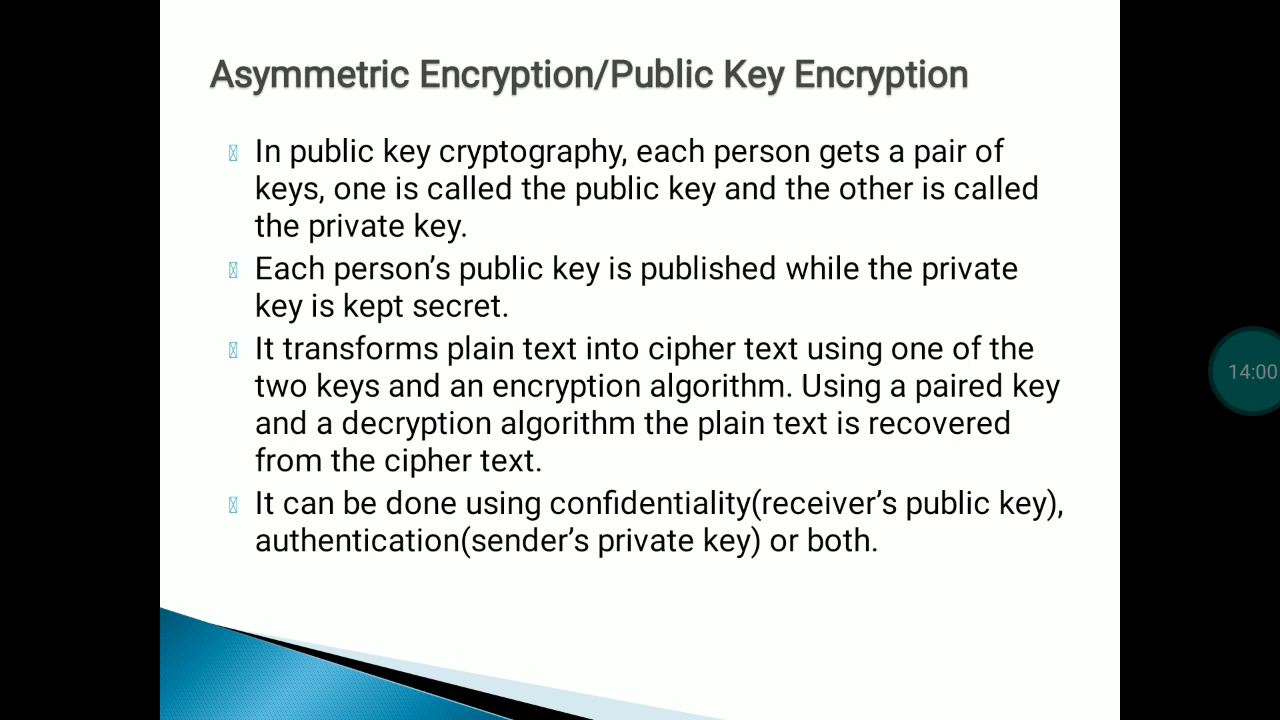 Asymmetric Encryption/Public Key Encryption
In public key cryptography, each person gets a pair of
keys, one is called the public key and the other is called
the private key.
Each person’s public key is published while the private
key is kept secret.
It transforms plain text into cipher text using one of the
two keys and an encryption algorithm. Using a paired key
and a decryption algorithm the plain text is recovered
from the cipher text.
It can be done using confidentiality(receiver’s public key),
authentication(sender’s private key) or both.
14:00